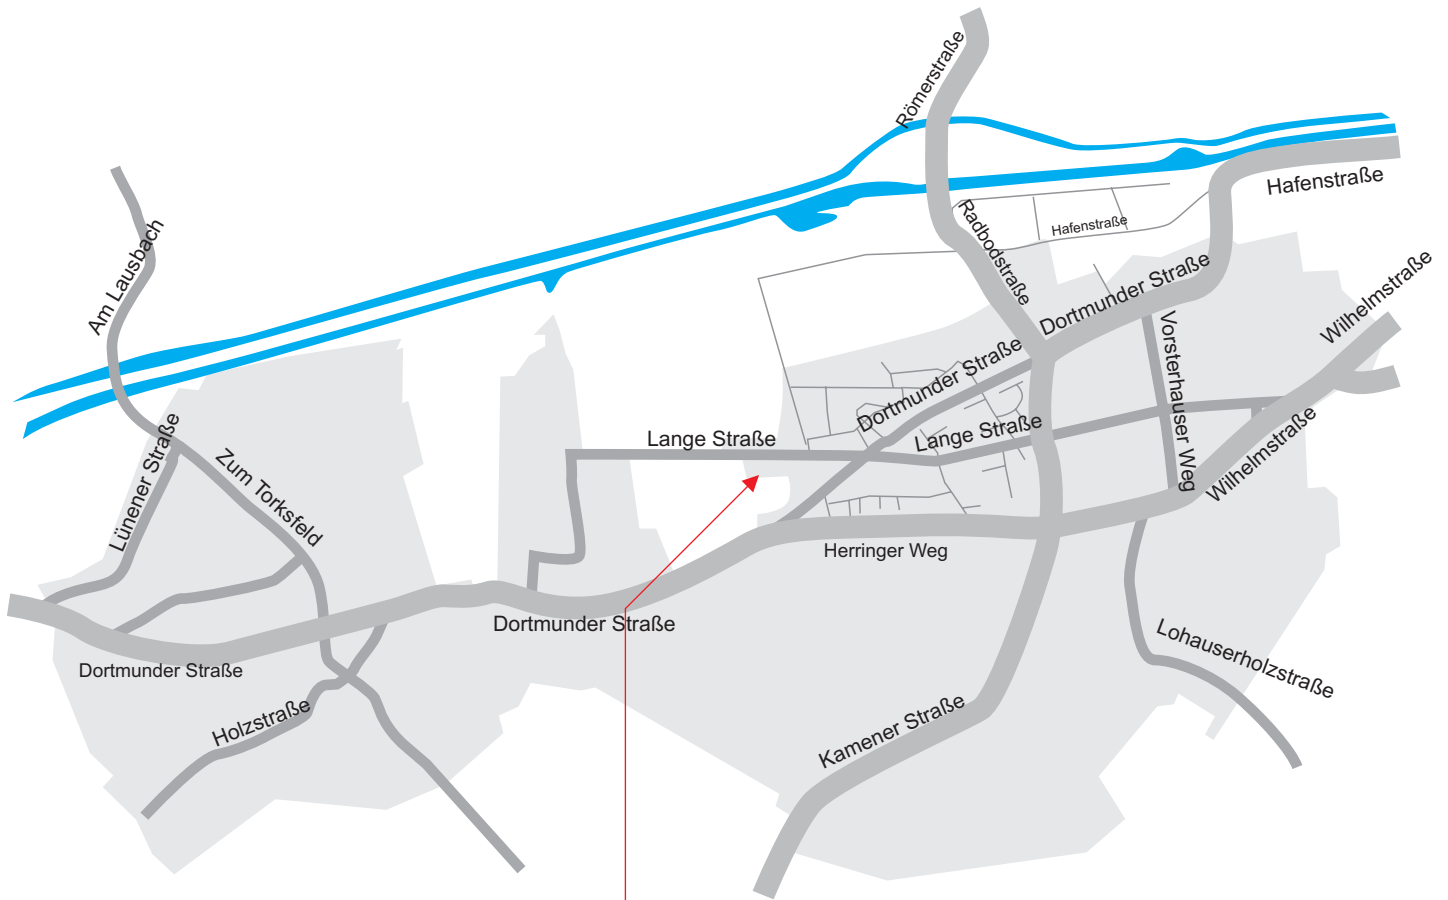 Römerstraße
Hafenstraße
Radbodstraße
Hafenstraße
Am Lausbach
Dortmunder Straße
Wilhelmstraße
Vorsterhauser Weg
Dortmunder Straße
Lange Straße
Lange Straße
Wilhelmstraße
Lünener Straße
Zum Torksfeld
Herringer Weg
Dortmunder Straße
Dortmunder Straße
Lohauserholzstraße
Holzstraße
Kamener Straße